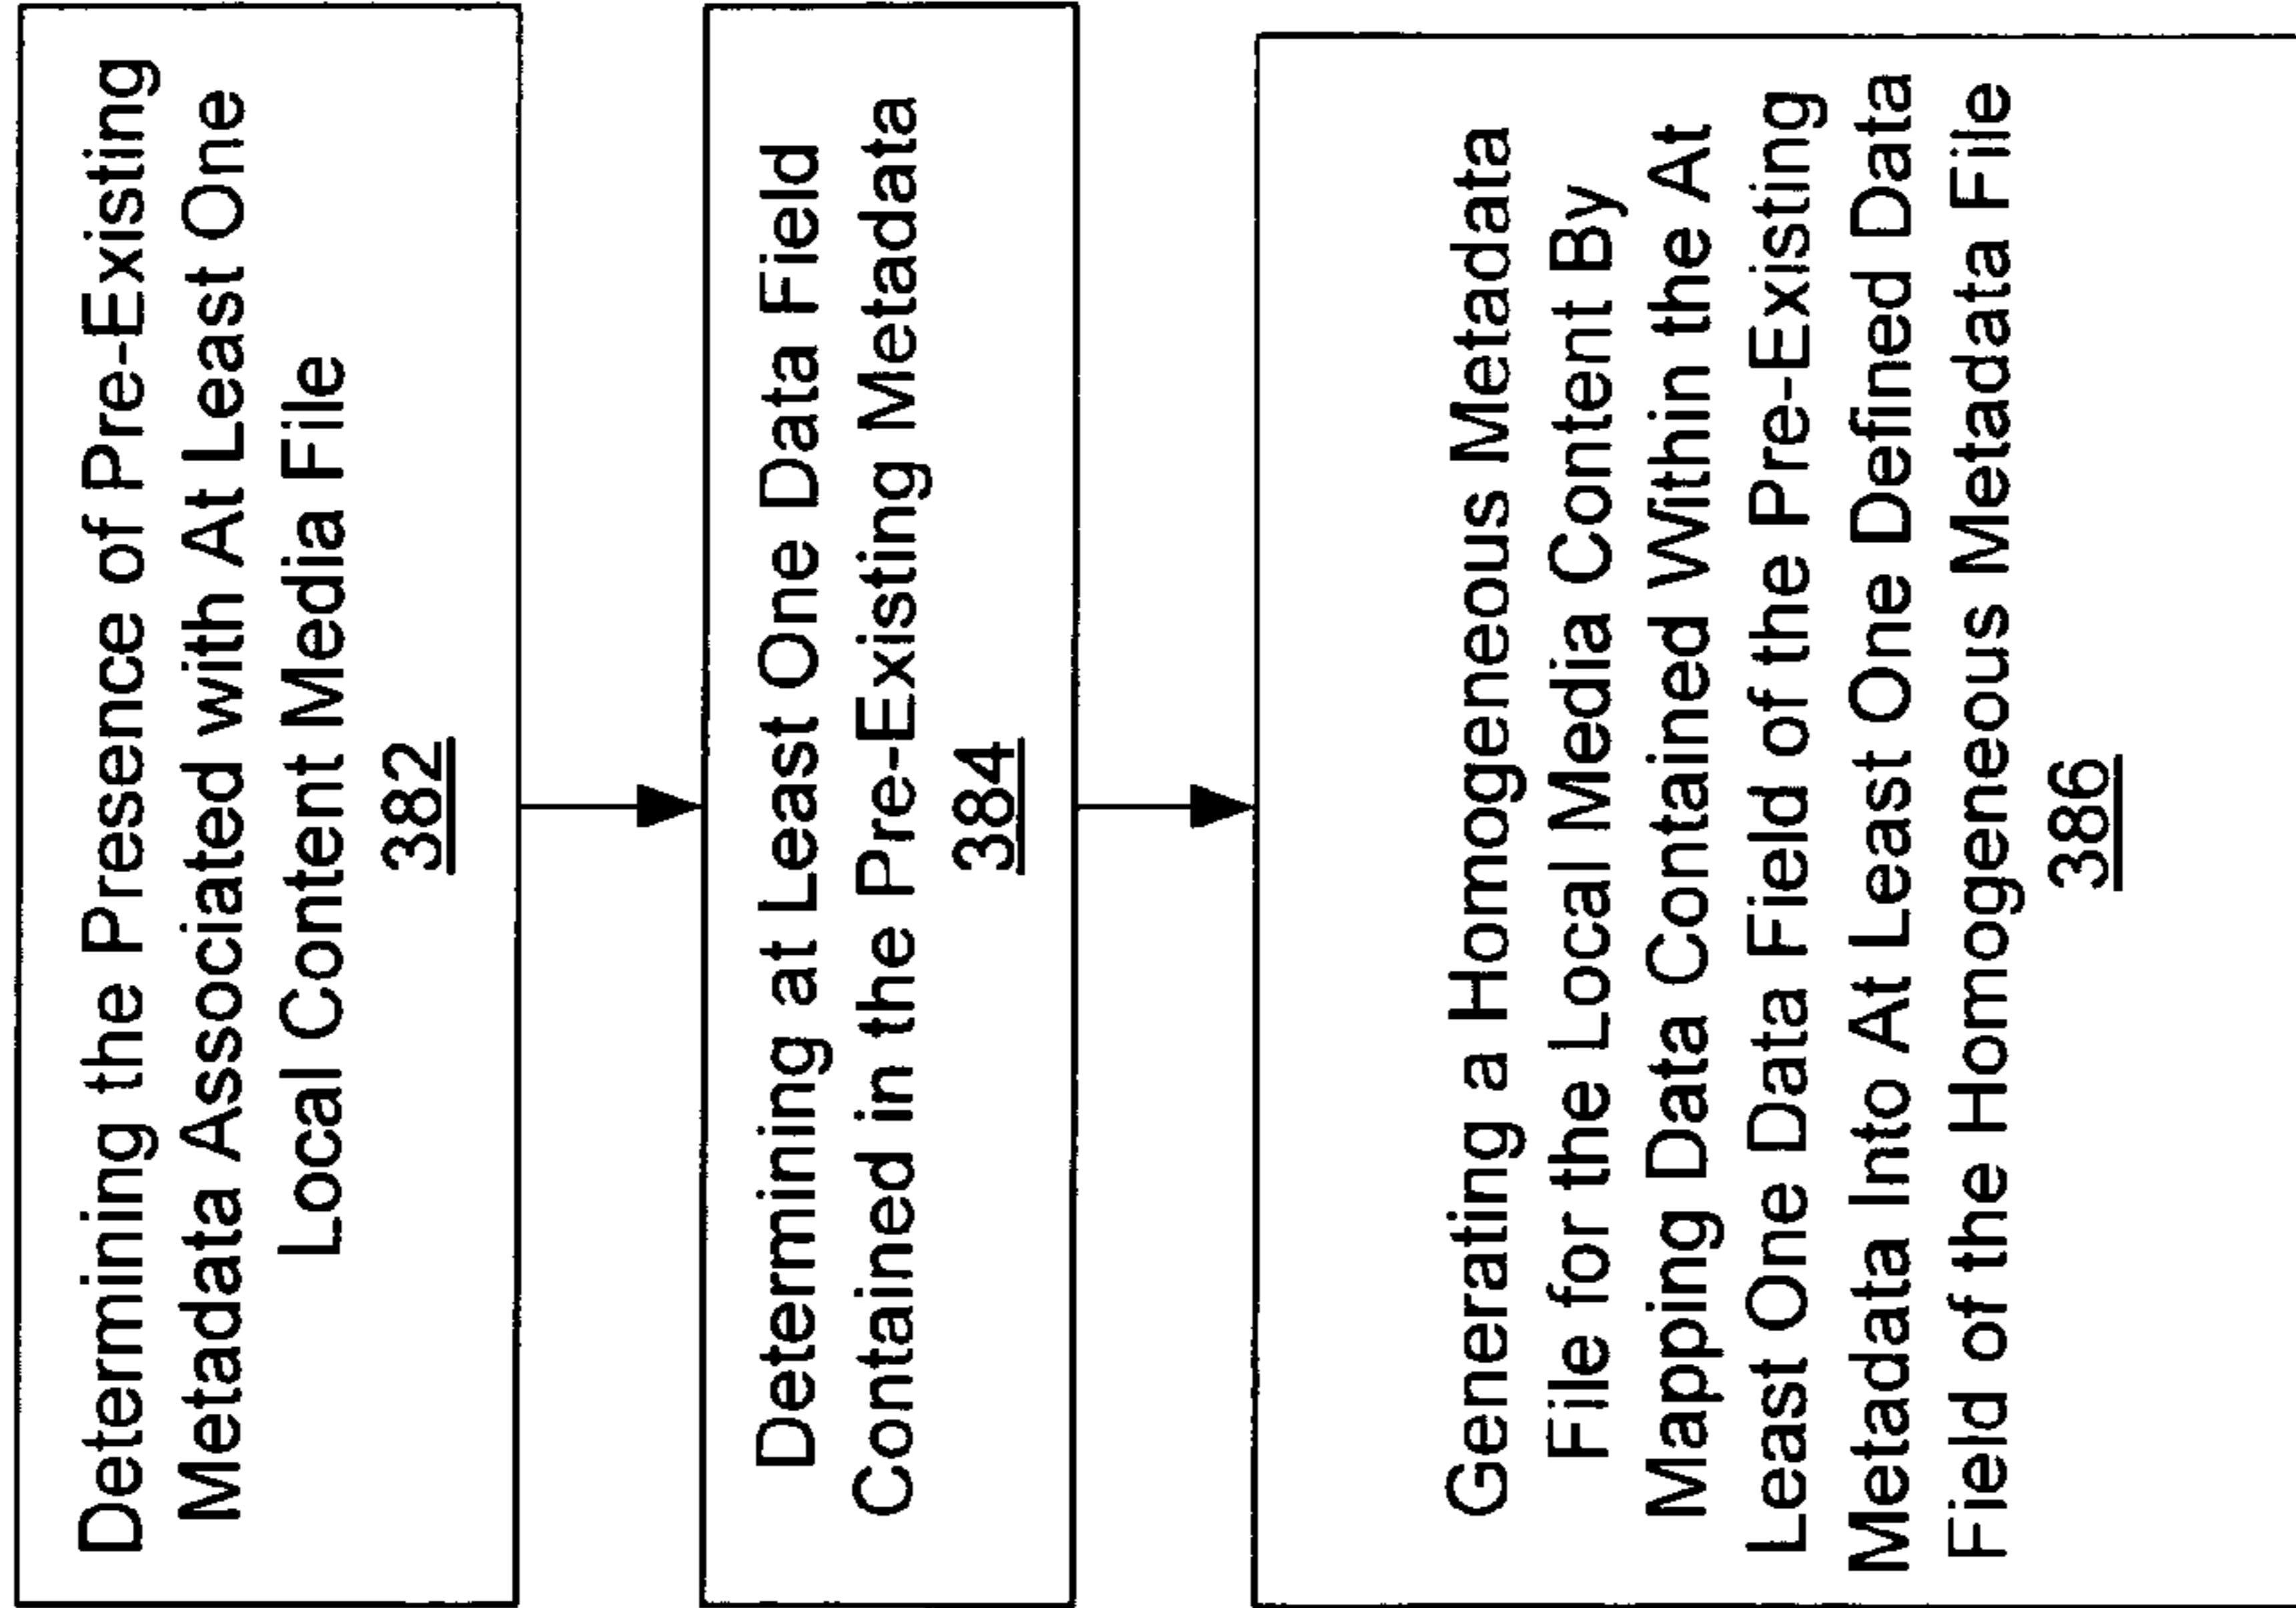 Determining the Presence of Pre-Existing
Metadata Associated with At Least One
Local Content Media File
382
Determining at Least One Data Field
Contained in the Pre-Existing Metadata
384
Generating a Homogeneous Metadata
File for the Local Media Content By
Mapping Data Contained Within the At
Least One Data Field of the Pre-Existing
Metadata Into At Least One Defined Data
Field of the Homogeneous Metadata File
386